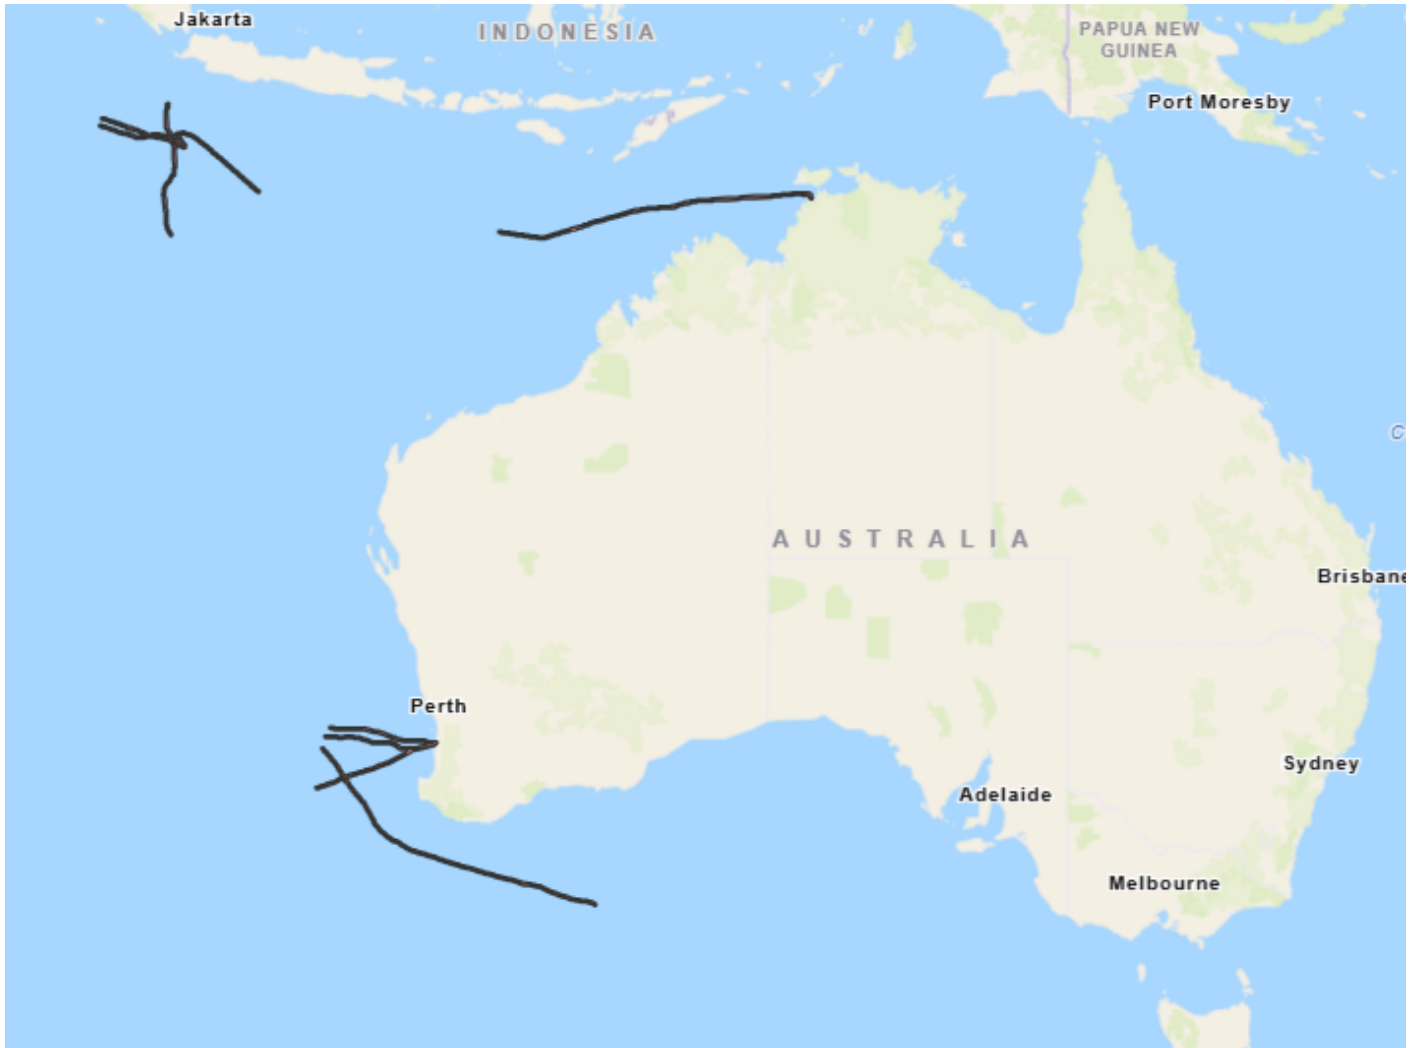 Jakarta
INDONESIA
PAPUA NEW
GUINEA
Port Moresby
C
AUSTRALIA
Brisbane
Perth
Sydney
Adelaide
Melbourne